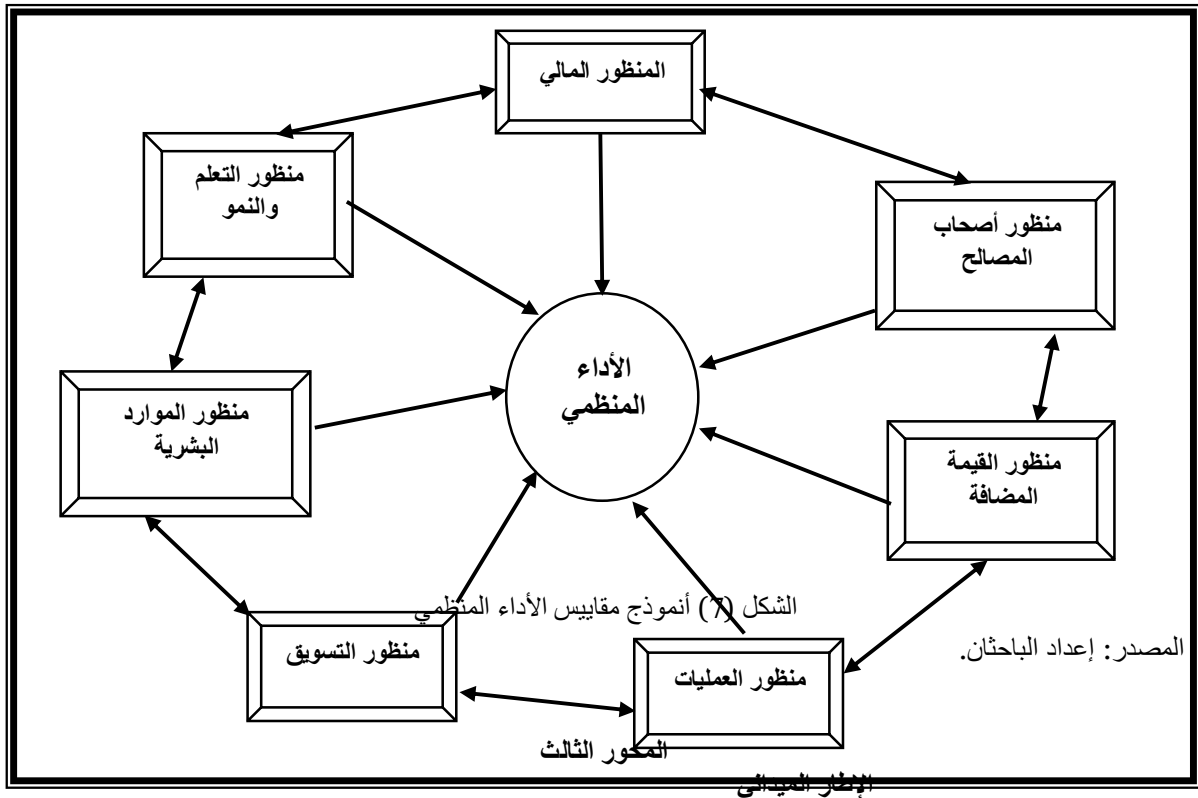 المنظور المالي
منظور التعلم
والنمو
منظور أصحاب
المصالح
الأداء
المنظمي
منظور الموارد
البشرية
منظور القيمة
المضافة
الشكل (7) أنموذج مقاييس الأداء المنظمي
المصدر: إعداد الباحثان.
منظور التسويق
منظور العمليات
المحور الثالث
الإطار الميداني